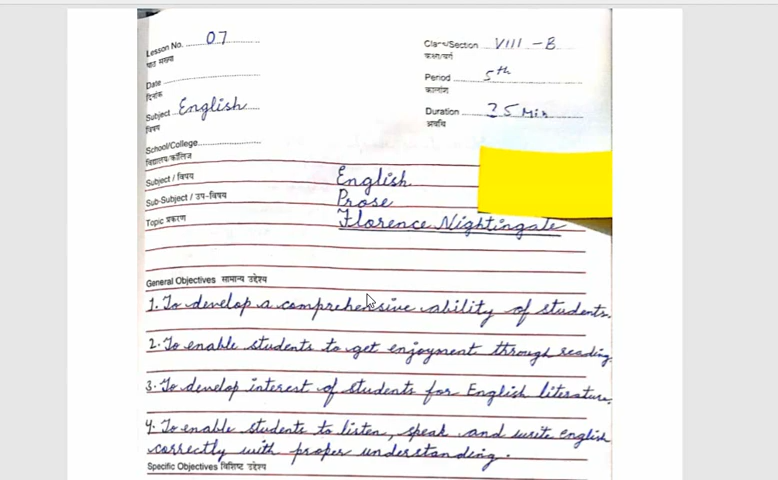 Lesson No. 07
पाठ संख्या
Class/Section VIII - B
कक्षा/वर्ग
Date
दिनांक
Period 5th
कालांश
Subject English
विषय
Duration 35 Min
अवधि
School/College
विद्यालय/कॉलिज
Subject / विषय English
Sub-Subject / उप-विषय Prose
Topic प्रकरण Florence Nightingale
General Objectives सामान्य उद्देश्य
1. To develop a comprehensive ability of students.
2. To enable students to get enjoyment through reading.
3. To develop interest of students for English literature.
4. To enable students to listen, speak and write english
correctly with proper understanding.
Specific Objectives विशिष्ट उद्देश्य